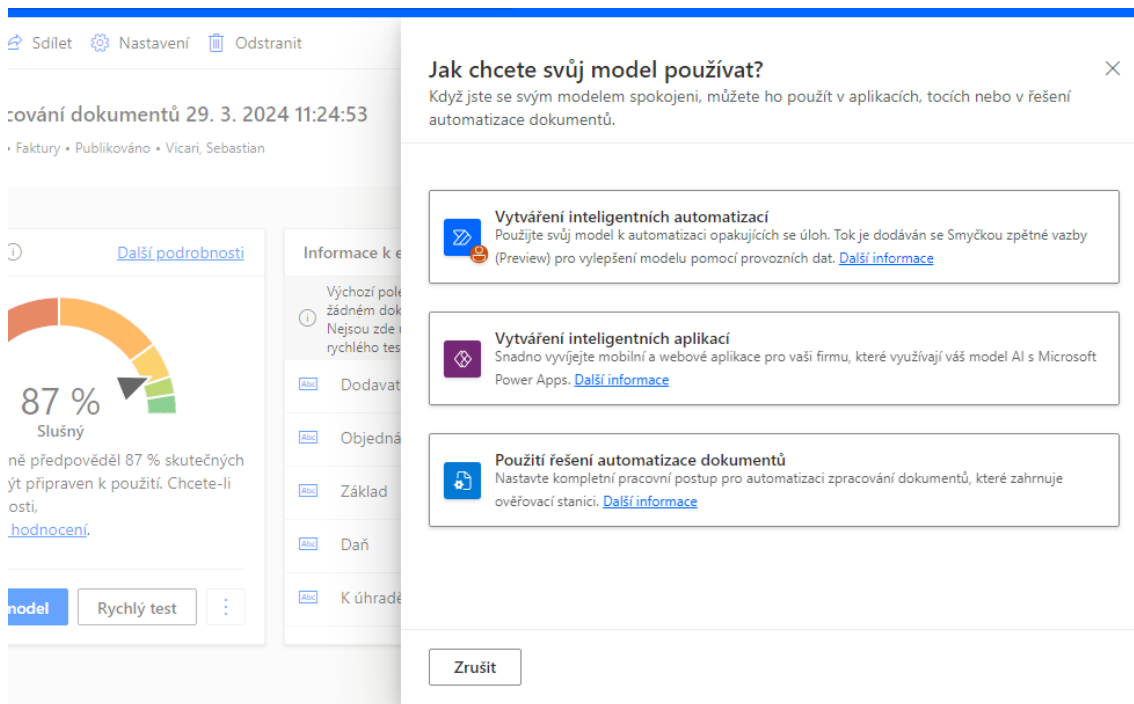 Sdílet Nastavení Odstranit
cování dokumentů 29. 3. 2024 11:24:53
• Faktury • Publikováno • Vicari, Sebastian
Další podrobnosti
87 %
Slušný
ně předpověděl 87 % skutečných
ýt připraven k použití. Chcete-li
osti,
hodnocení.
model Rychlý test
Informace k e
Výchozí pole
žádném dok
Nejsou zde u
rychlého tes
Abc Dodavat
Abc Objedná
Abc Základ
Abc Daň
Abc K úhradě
Jak chcete svůj model používat?
Když jste se svým modelem spokojeni, můžete ho použít v aplikacích, tocích nebo v řešení
automatizace dokumentů.
Vytváření inteligentních automatizací
Použijte svůj model k automatizaci opakujících se úloh. Tok je dodáván se Smyčkou zpětné vazby
(Preview) pro vylepšení modelu pomocí provozních dat. Další informace
Vytváření inteligentních aplikací
Snadno vyvíjejte mobilní a webové aplikace pro vaši firmu, které využívají váš model AI s Microsoft
Power Apps. Další informace
Použití řešení automatizace dokumentů
Nastavte kompletní pracovní postup pro automatizaci zpracování dokumentů, které zahrnuje
ověřovací stanici. Další informace
Zrušit